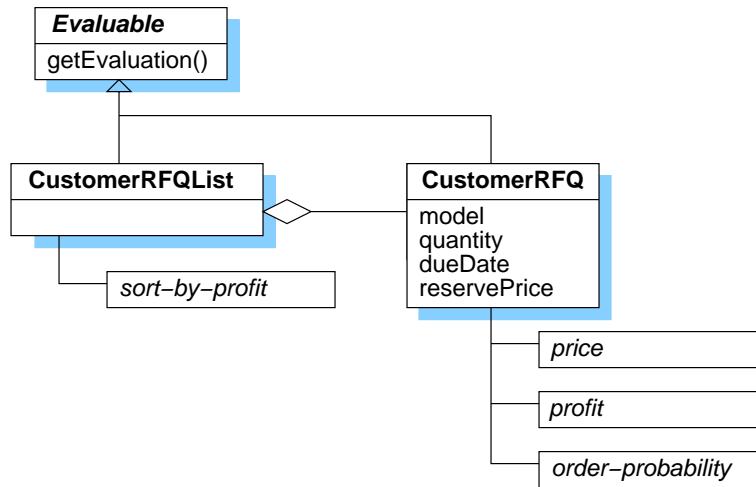 Evaluable
getEvaluation()
CustomerRFQList
CustomerRFQ
model
quantity
dueDate
reservePrice
sort−by−profit
price
profit
order−probability